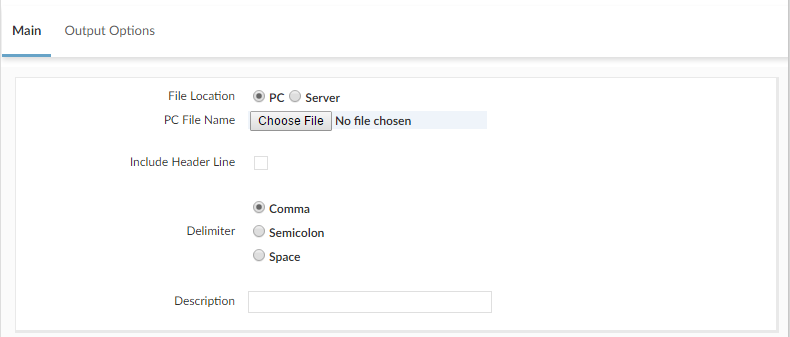 Main Output Options
File Location PC Server
PC File Name Choose File No file chosen
Include Header Line
Comma
Delimiter Semicolon
Space
Description